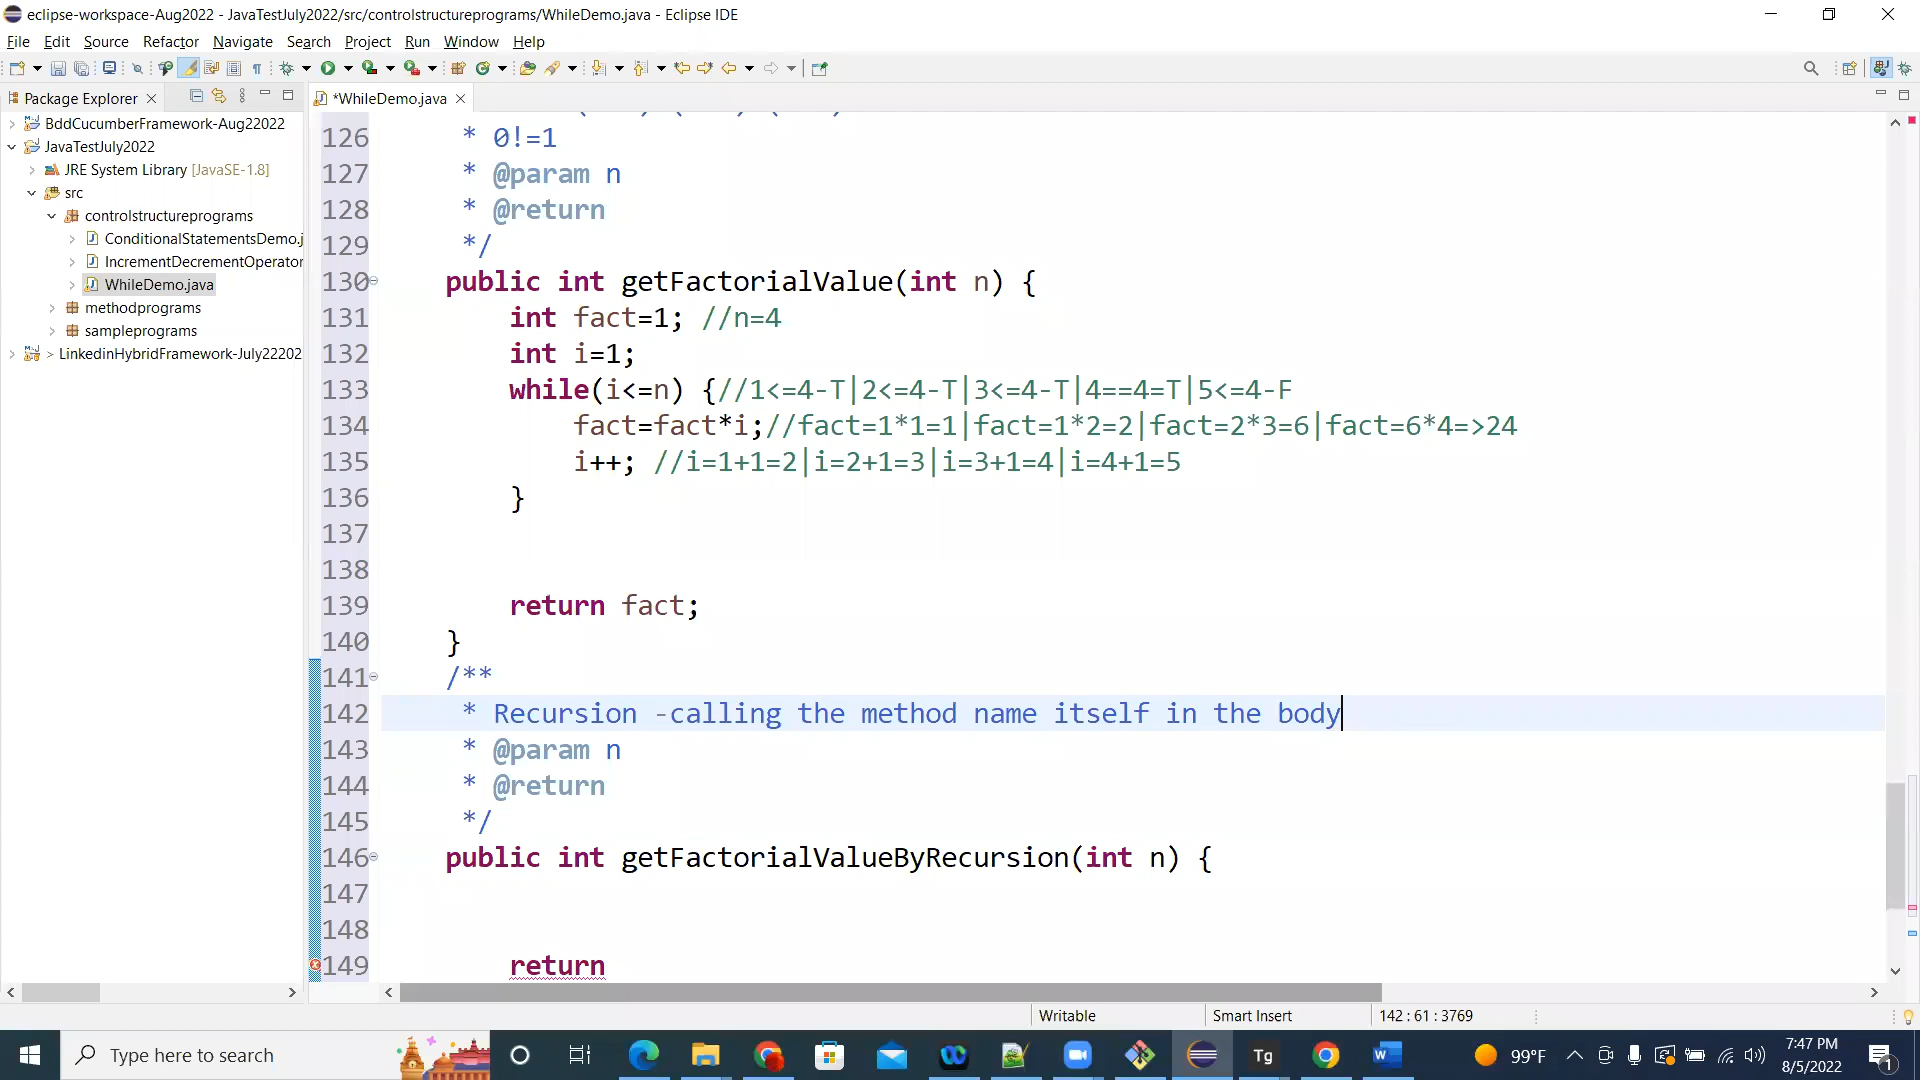 eclipse-workspace-Aug2022 - JavaTestJuly2022/src/controlstructureprograms/WhileDemo.java - Eclipse IDE
File Edit Source Refactor Navigate Search Project Run Window Help
Package Explorer
*WhileDemo.java
BddCucumberFramework-Aug22022
JavaTestJuly2022
JRE System Library [JavaSE-1.8]
src
controlstructureprograms
ConditionalStatementsDemo.j
IncrementDecrementOperator
WhileDemo.java
methodprograms
sampleprograms
> LinkedinHybridFramework-July22202
126 * 0!=1
127 * @param n
128 * @return
129 */
130 public int getFactorialValue(int n) {
131 int fact=1; //n=4
132 int i=1;
133 while(i<=n) {//1<=4-T|2<=4-T|3<=4-T|4==4=T|5<=4-F
134 fact=fact*i;//fact=1*1=1|fact=1*2=2|fact=2*3=6|fact=6*4=>24
135 i++; //i=1+1=2|i=2+1=3|i=3+1=4|i=4+1=5
136 }
137
138
139 return fact;
140 }
141 /**
142 * Recursion -calling the method name itself in the body
143 * @param n
144 * @return
145 */
146 public int getFactorialValueByRecursion(int n) {
147
148
149 return
Writable Smart Insert 142 : 61 : 3769
Type here to search
Tg
99°F
7:47 PM
8/5/2022
1